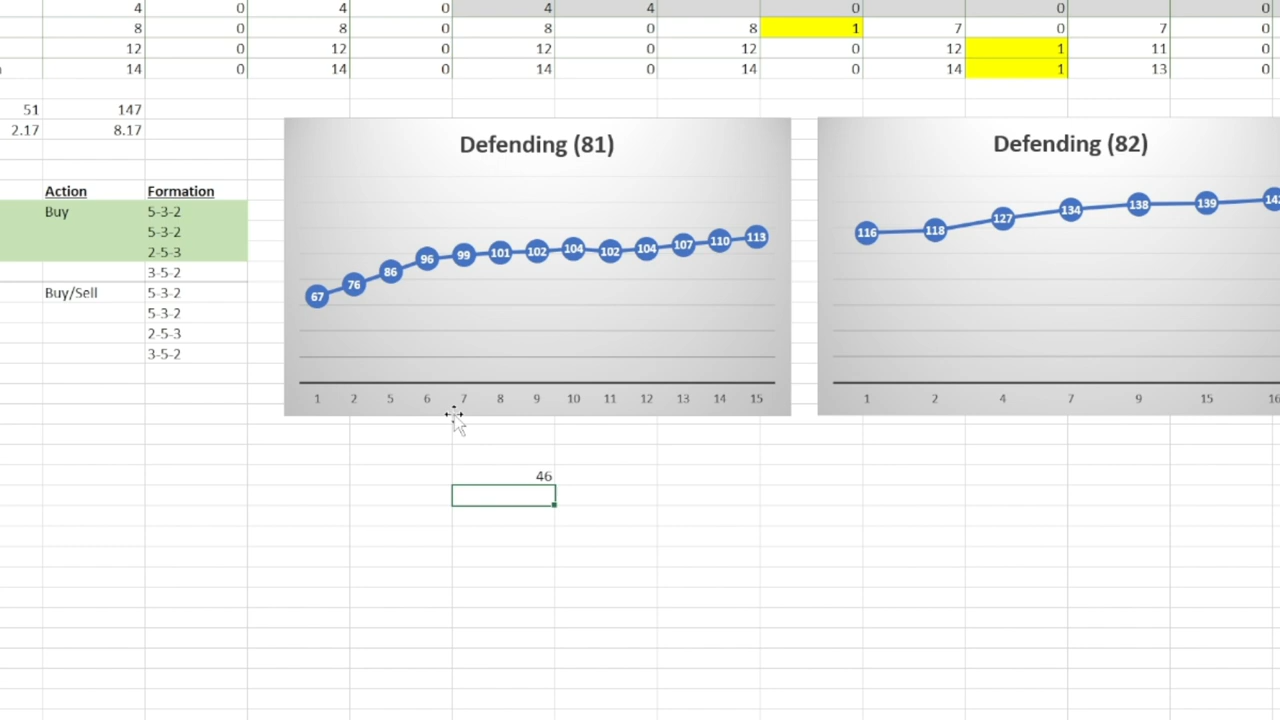 4 0 4 0 4 4 0 0 0
8 0 8 0 8 0 8 1 7 0 7 0
12 0 12 0 12 0 12 0 12 1 11 0
14 0 14 0 14 0 14 0 14 1 13 0
51 147
2.17 8.17
Action Formation
Buy 5-3-2
5-3-2
2-5-3
3-5-2
Buy/Sell 5-3-2
5-3-2
2-5-3
3-5-2
Defending (81)
67 76 86 96 99 101 102 104 102 104 107 110 113
1 2 5 6 7 8 9 10 11 12 13 14 15
Defending (82)
116 118 127 134 138 139
1 2 4 7 9 15 16
46